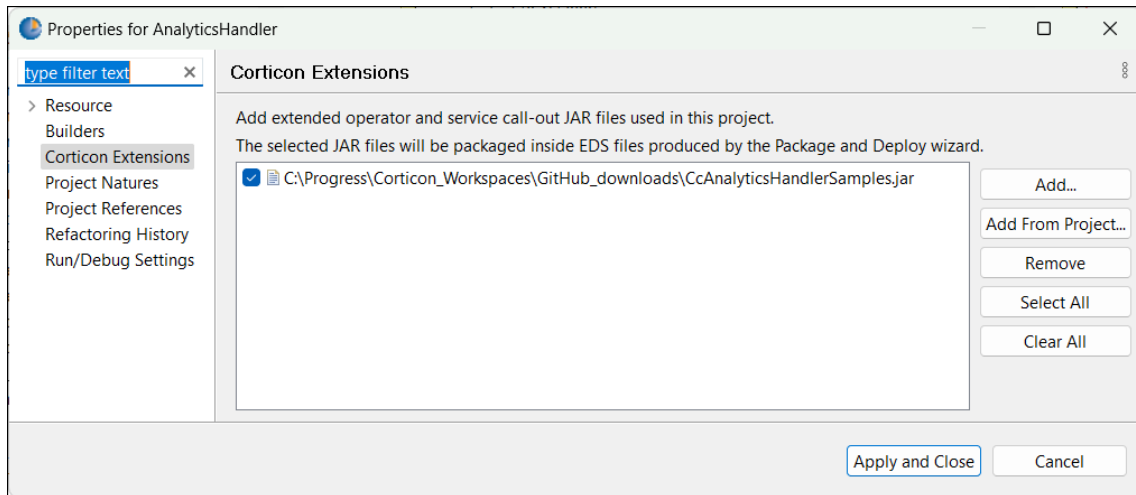 Properties for AnalyticsHandler
type filter text
Resource
Builders
Corticon Extensions
Project Natures
Project References
Refactoring History
Run/Debug Settings
Corticon Extensions
Add extended operator and service call-out JAR files used in this project.
The selected JAR files will be packaged inside EDS files produced by the Package and Deploy wizard.
C:\Progress\Corticon_Workspaces\GitHub_downloads\CcAnalyticsHandlerSamples.jar
Add...
Add From Project...
Remove
Select All
Clear All
Apply and Close
Cancel